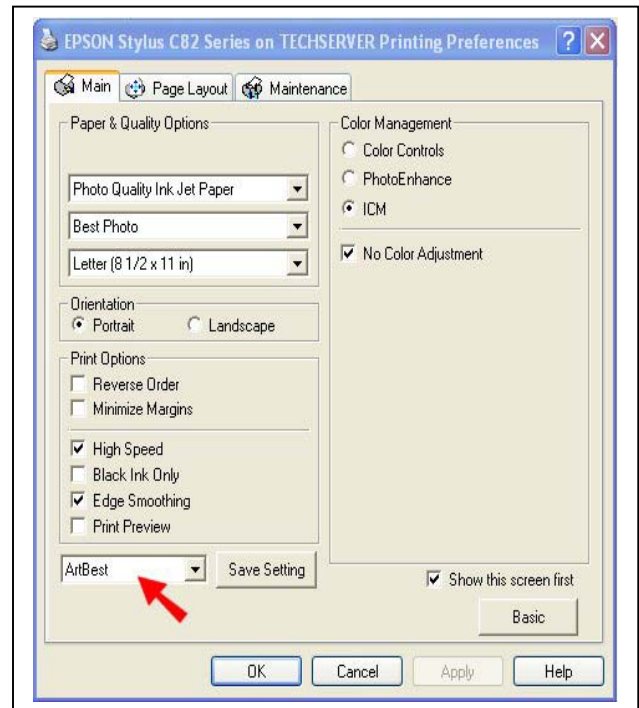 EPSON Stylus C82 Series on TECHSERVER Printing Preferences
Main Page Layout Maintenance
Paper & Quality Options
Photo Quality Ink Jet Paper
Best Photo
Letter (8 1/2 x 11 in)
Orientation
Portrait Landscape
Print Options
Reverse Order
Minimize Margins
High Speed
Black Ink Only
Edge Smoothing
Print Preview
ArtBest Save Setting
Color Management
Color Controls
PhotoEnhance
ICM
No Color Adjustment
Show this screen first
Basic
OK Cancel Apply Help